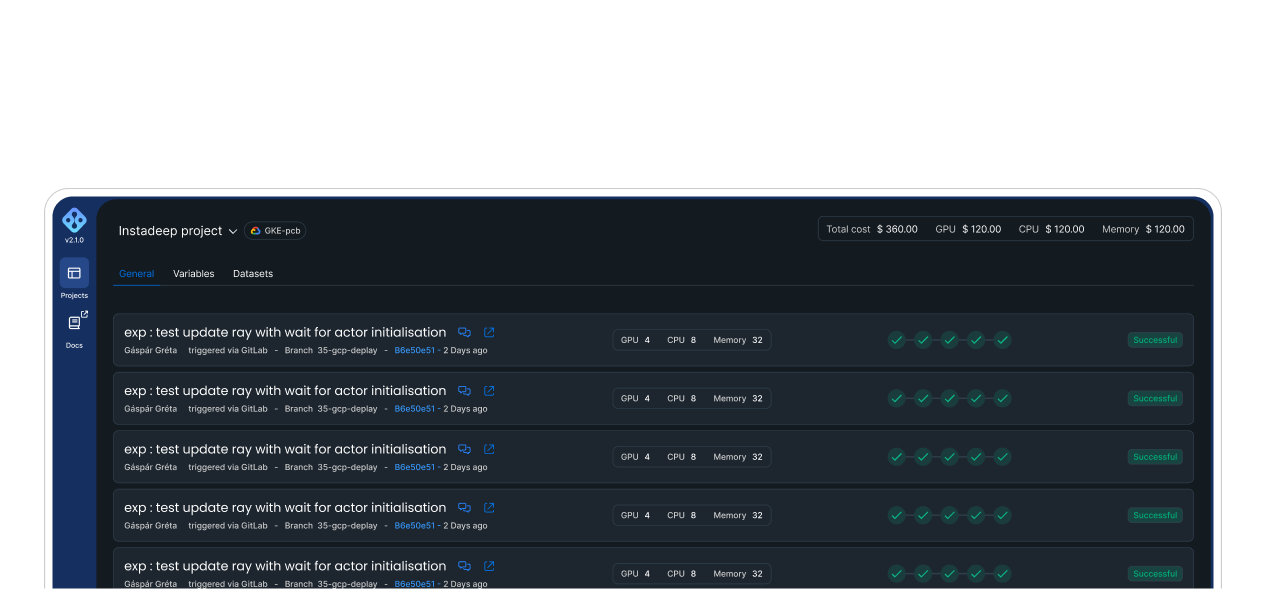 v2.1.0
Projects
Docs
Instadeep project GKE-pcb
Total cost $ 360.00 GPU $ 120.00 CPU $ 120.00 Memory $ 120.00
General Variables Datasets
exp : test update ray with wait for actor initialisation
Gáspár Gréta triggered via GitLab - Branch 35-gcp-deplay - B6e50e51 - 2 Days ago
GPU 4 CPU 8 Memory 32
Successful
exp : test update ray with wait for actor initialisation
Gáspár Gréta triggered via GitLab - Branch 35-gcp-deplay - B6e50e51 - 2 Days ago
GPU 4 CPU 8 Memory 32
Successful
exp : test update ray with wait for actor initialisation
Gáspár Gréta triggered via GitLab - Branch 35-gcp-deplay - B6e50e51 - 2 Days ago
GPU 4 CPU 8 Memory 32
Successful
exp : test update ray with wait for actor initialisation
Gáspár Gréta triggered via GitLab - Branch 35-gcp-deplay - B6e50e51 - 2 Days ago
GPU 4 CPU 8 Memory 32
Successful
exp : test update ray with wait for actor initialisation
Gáspár Gréta triggered via GitLab - Branch 35-gcp-deplay - B6e50e51 - 2 Days ago
GPU 4 CPU 8 Memory 32
Successful